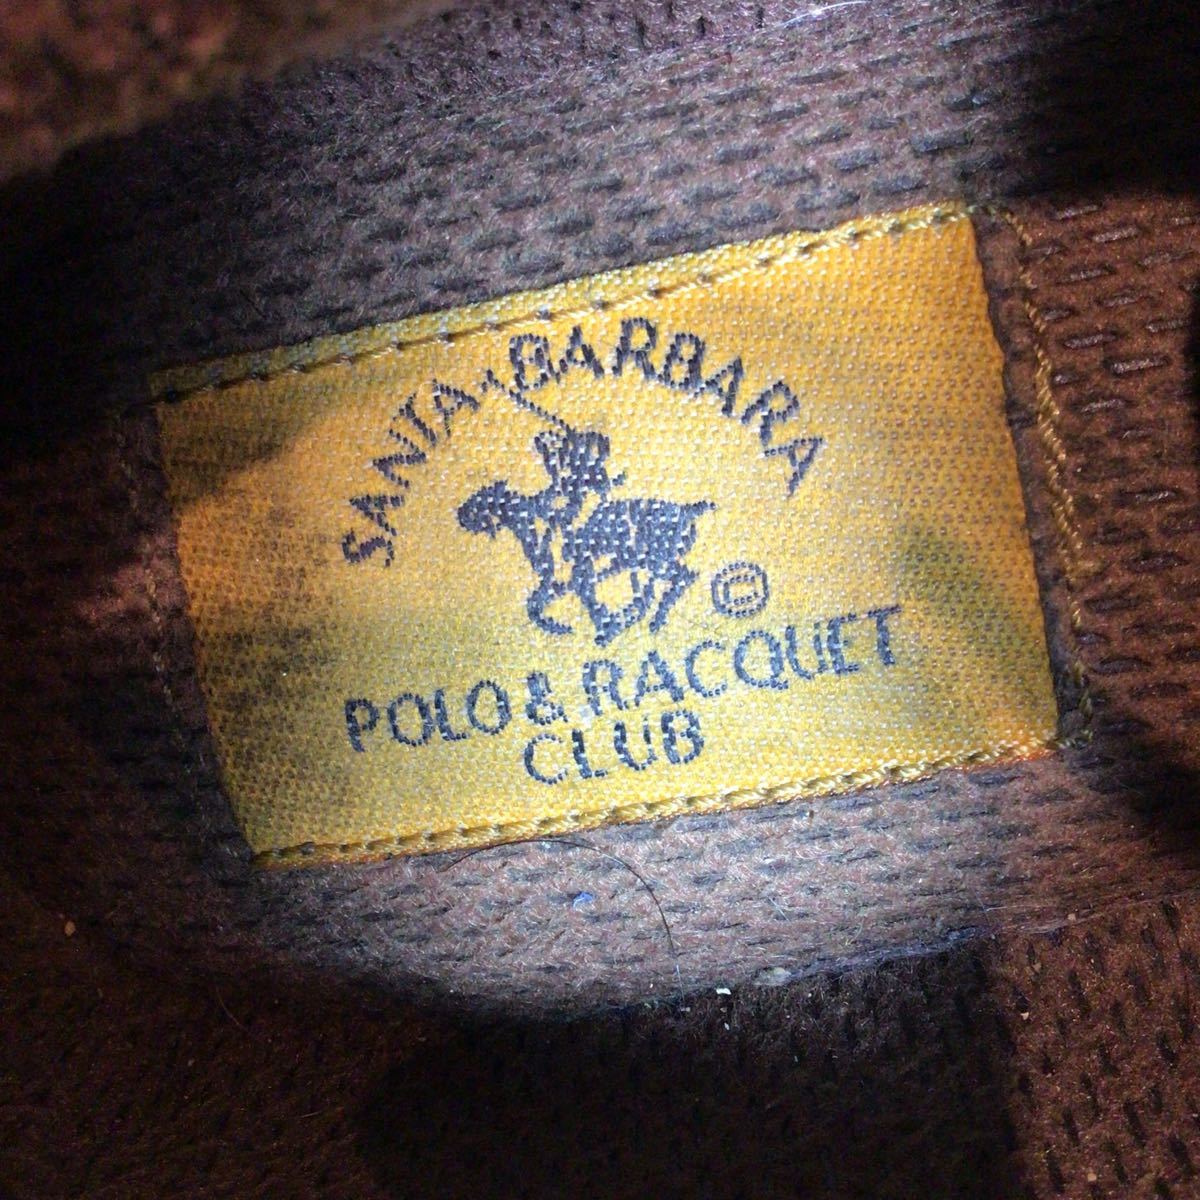 SANTA BARBARA
©
POLO & RACQUET
CLUB